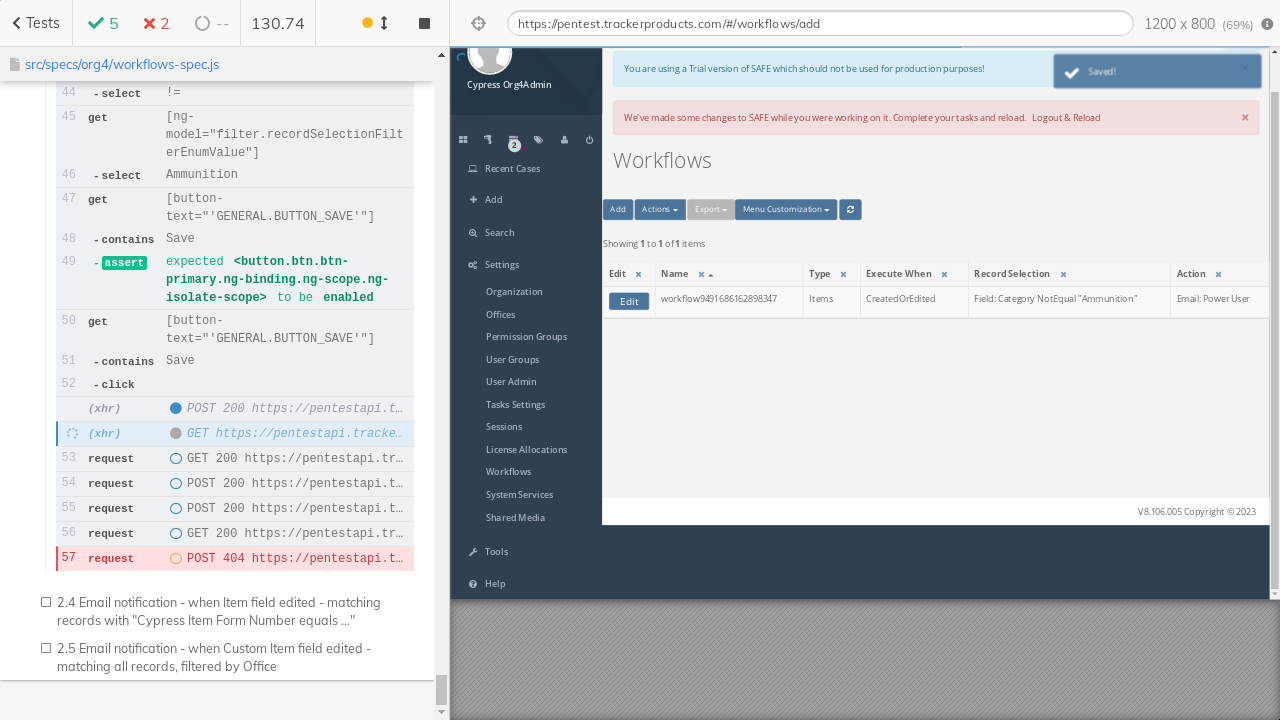 Tests
5
2
--
130.74
https://pentest.trackerproducts.com/#/workflows/add
1200 x 800 (69%)
src/specs/org4/workflows-spec.js
44 -select !=
45 get [ng-
model="filter.recordSelectionFilt
erEnumValue"]
46 -select Ammunition
47 get [button-
text="'GENERAL.BUTTON_SAVE'"]
48 -contains Save
49 -assert expected <button.btn.btn-
primary.ng-binding.ng-scope.ng-
isolate-scope> to be enabled
50 get [button-
text="'GENERAL.BUTTON_SAVE'"]
51 -contains Save
52 -click
(xhr) POST 200 https://pentestapi.t…
(xhr) GET https://pentestapi.tracke…
53 request GET 200 https://pentestapi.tr…
54 request POST 200 https://pentestapi.t…
55 request POST 200 https://pentestapi.t…
56 request GET 200 https://pentestapi.tr…
57 request POST 404 https://pentestapi.t…
2.4 Email notification - when Item field edited - matching
records with "Cypress Item Form Number equals ..."
2.5 Email notification - when Custom Item field edited -
matching all records, filtered by Office
Cypress Org4Admin
2
Recent Cases
Add
Search
Settings
Organization
Offices
Permission Groups
User Groups
User Admin
Tasks Settings
Sessions
License Allocations
Workflows
System Services
Shared Media
Tools
Help
You are using a Trial version of SAFE which should not be used for production purposes!
Saved!
We've made some changes to SAFE while you were working on it. Complete your tasks and reload. Logout & Reload
Workflows
Add Actions Export Menu Customization
Showing 1 to 1 of 1 items
Edit Name Type Execute When Record Selection Action
Edit workflow9491686162898347 Items CreatedOrEdited Field: Category NotEqual "Ammunition" Email: Power User
V8.106.005 Copyright © 2023